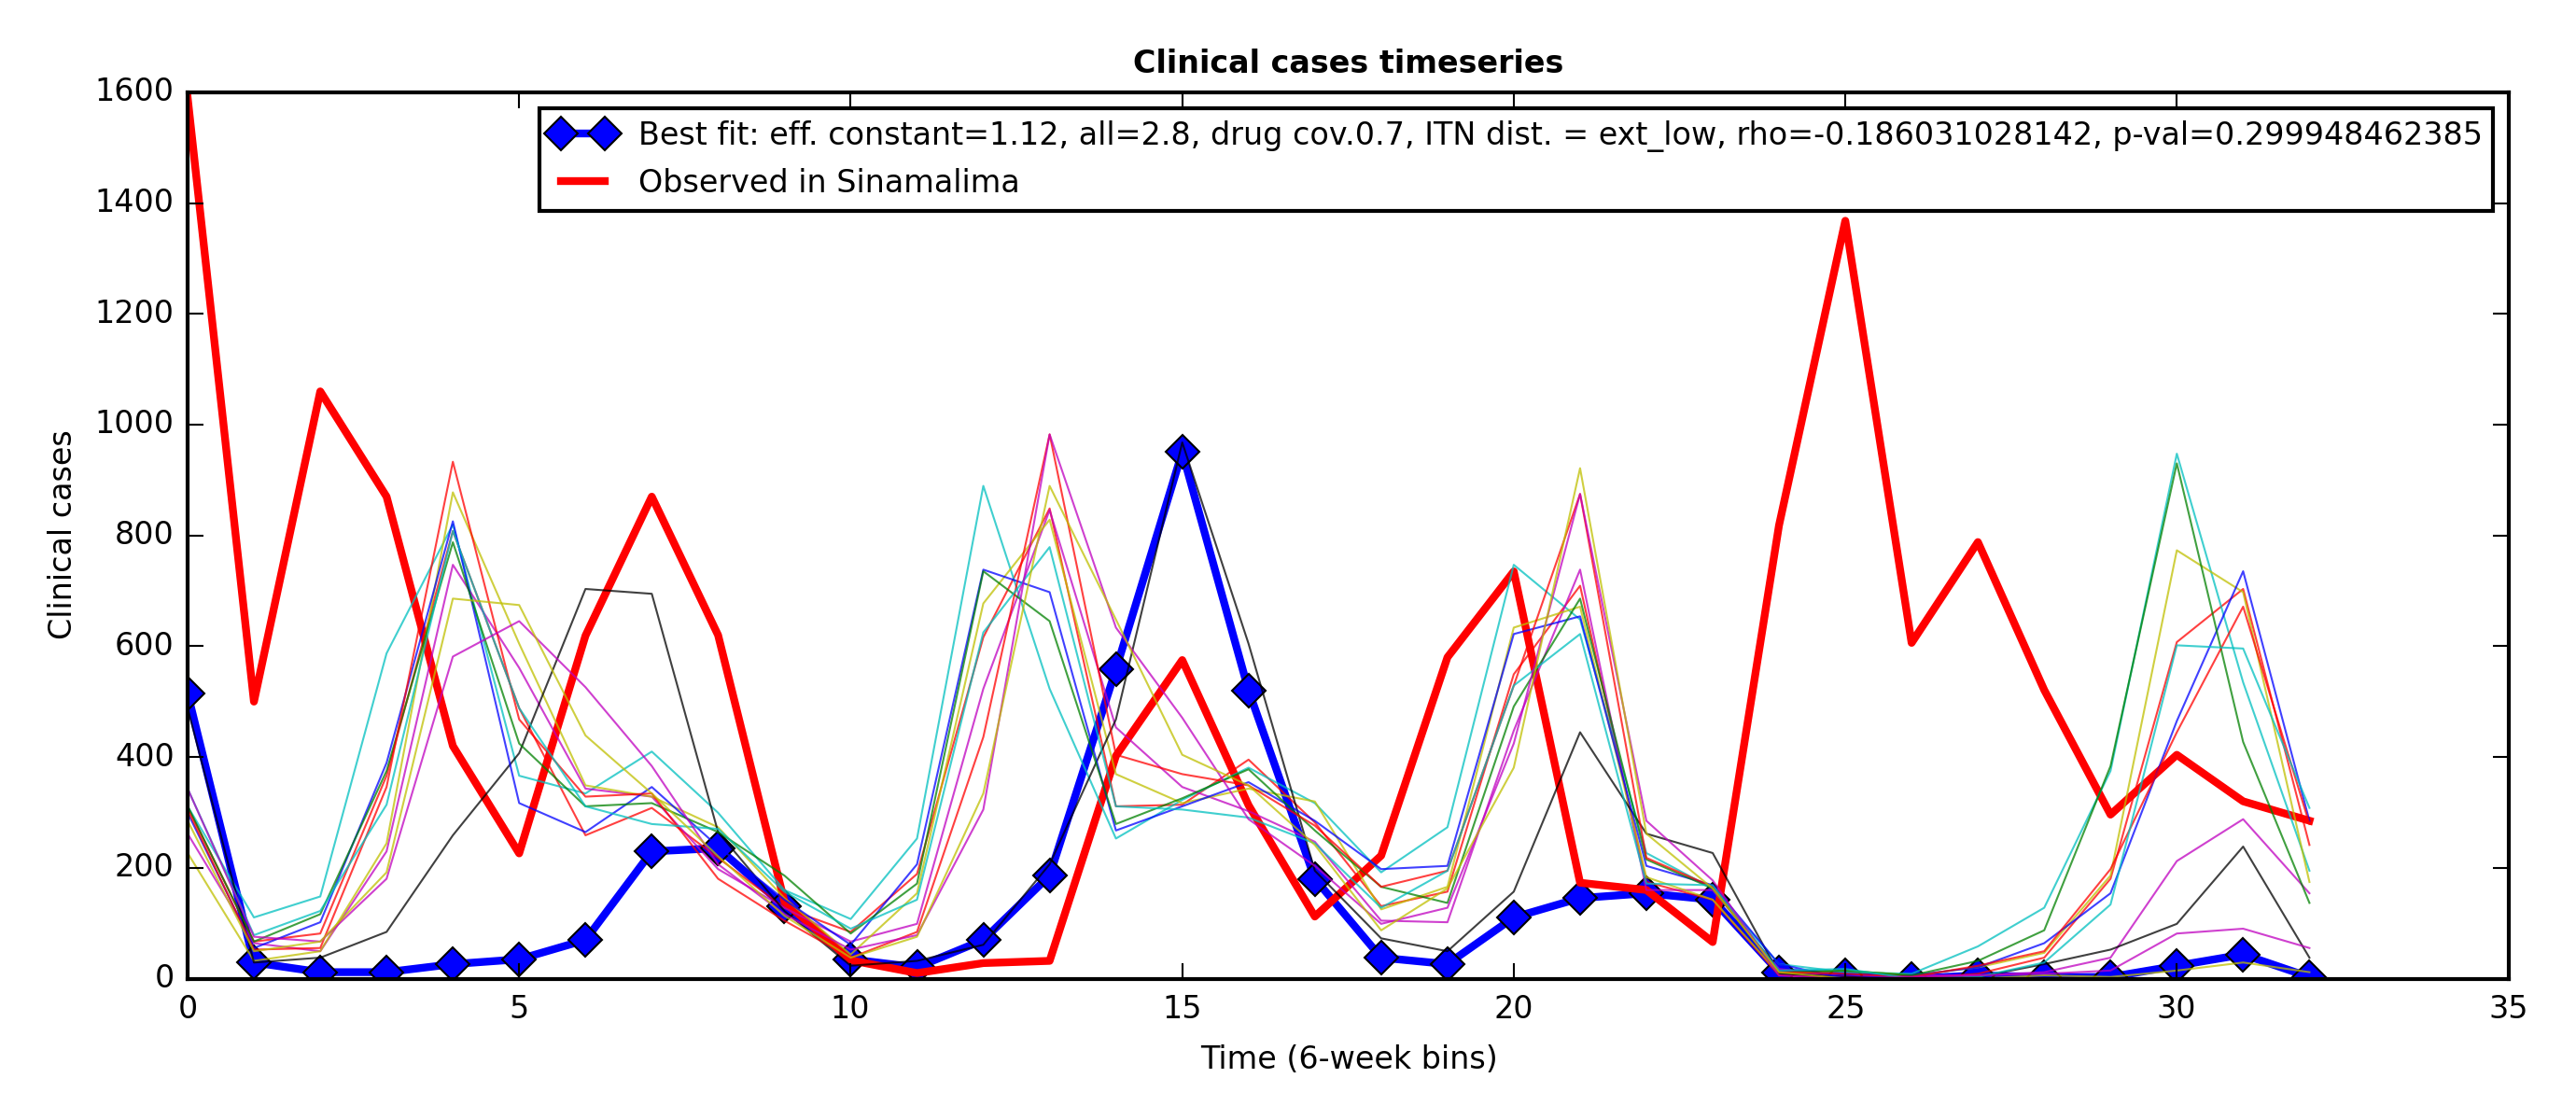 Clinical cases timeseries
Best fit: eff. constant=1.12, all=2.8, drug cov.0.7, ITN dist. = ext_low, rho=-0.186031028142, p-val=0.299948462385
Observed in Sinamalima
Clinical cases
1600
1400
1200
1000
800
600
400
200
0
0 5 10 15 20 25 30 35
Time (6-week bins)